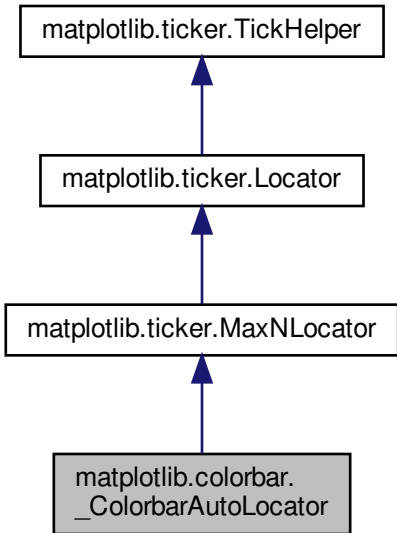 matplotlib.ticker.TickHelper
matplotlib.ticker.Locator
matplotlib.ticker.MaxNLocator
matplotlib.colorbar.
_ColorbarAutoLocator